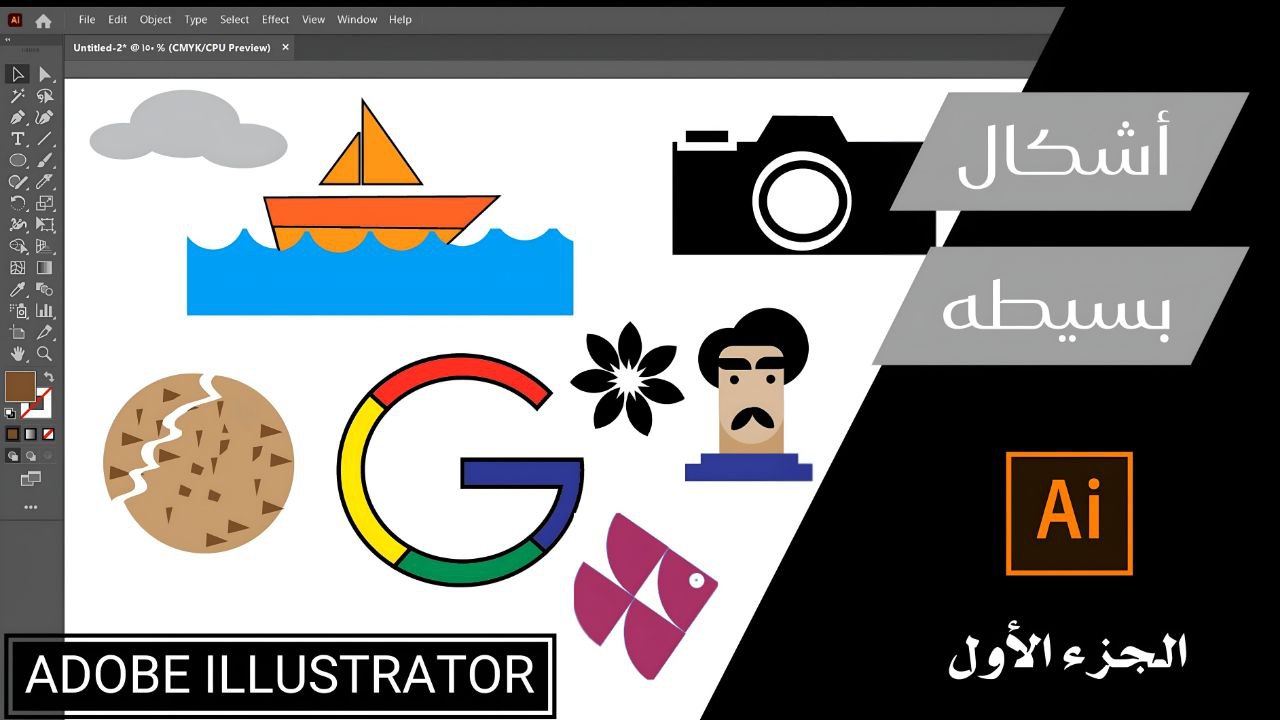 Ai
File Edit Object Type Select Effect View Window Help
Untitled-2* @ ١٥٠ % (CMYK/CPU Preview) ×
أشكال
بسيطه
Ai
الجزء الأول
ADOBE ILLUSTRATOR